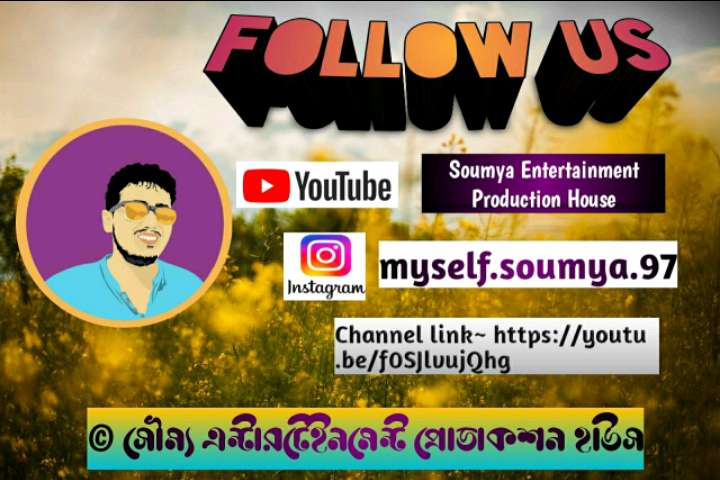 FOLLOW US
YouTube
Soumya Entertainment
Production House
Instagram
myself.soumya.97
Channel link~ https://youtu
.be/fOSJlvujQhg
© সৌম্য এন্টারটেইনমেন্ট প্রোডাকশন হাউস